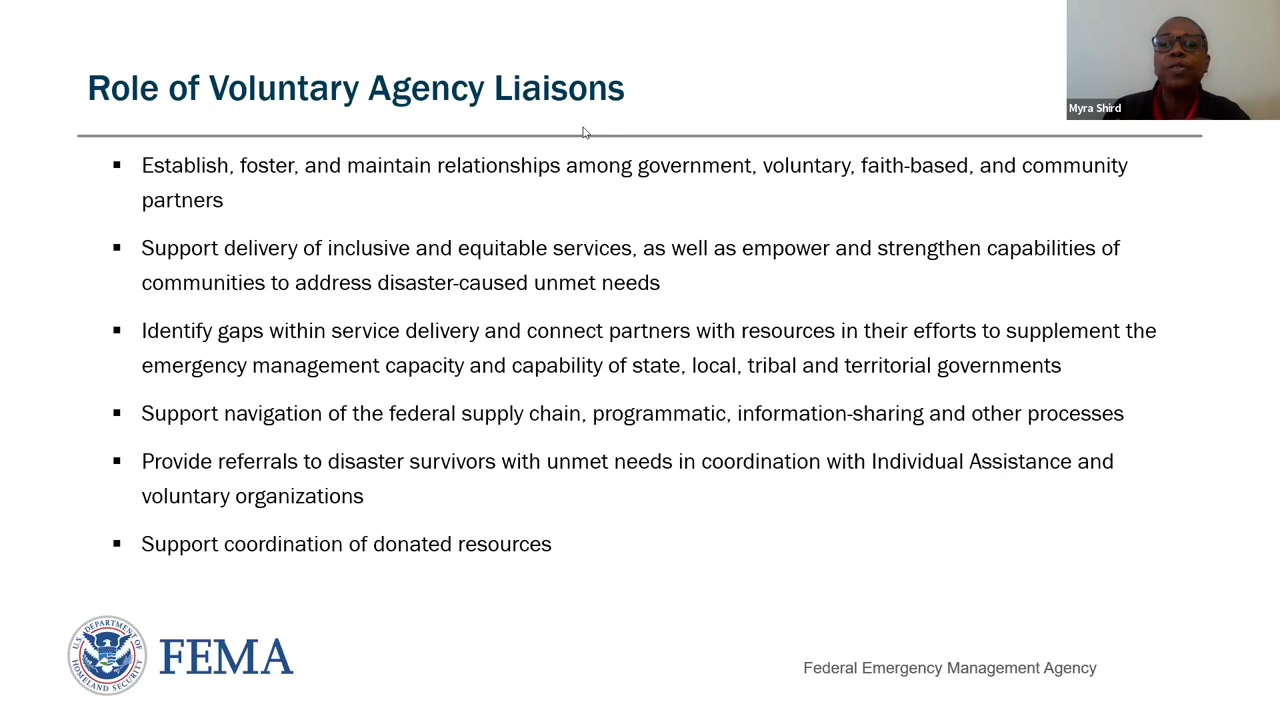 Role of Voluntary Agency Liaisons
Myra Shird
▪ Establish, foster, and maintain relationships among government, voluntary, faith-based, and community
partners
▪ Support delivery of inclusive and equitable services, as well as empower and strengthen capabilities of
communities to address disaster-caused unmet needs
▪ Identify gaps within service delivery and connect partners with resources in their efforts to supplement the
emergency management capacity and capability of state, local, tribal and territorial governments
▪ Support navigation of the federal supply chain, programmatic, information-sharing and other processes
▪ Provide referrals to disaster survivors with unmet needs in coordination with Individual Assistance and
voluntary organizations
▪ Support coordination of donated resources
U.S. DEPARTMENT OF
HOMELAND SECURITY
FEMA
Federal Emergency Management Agency